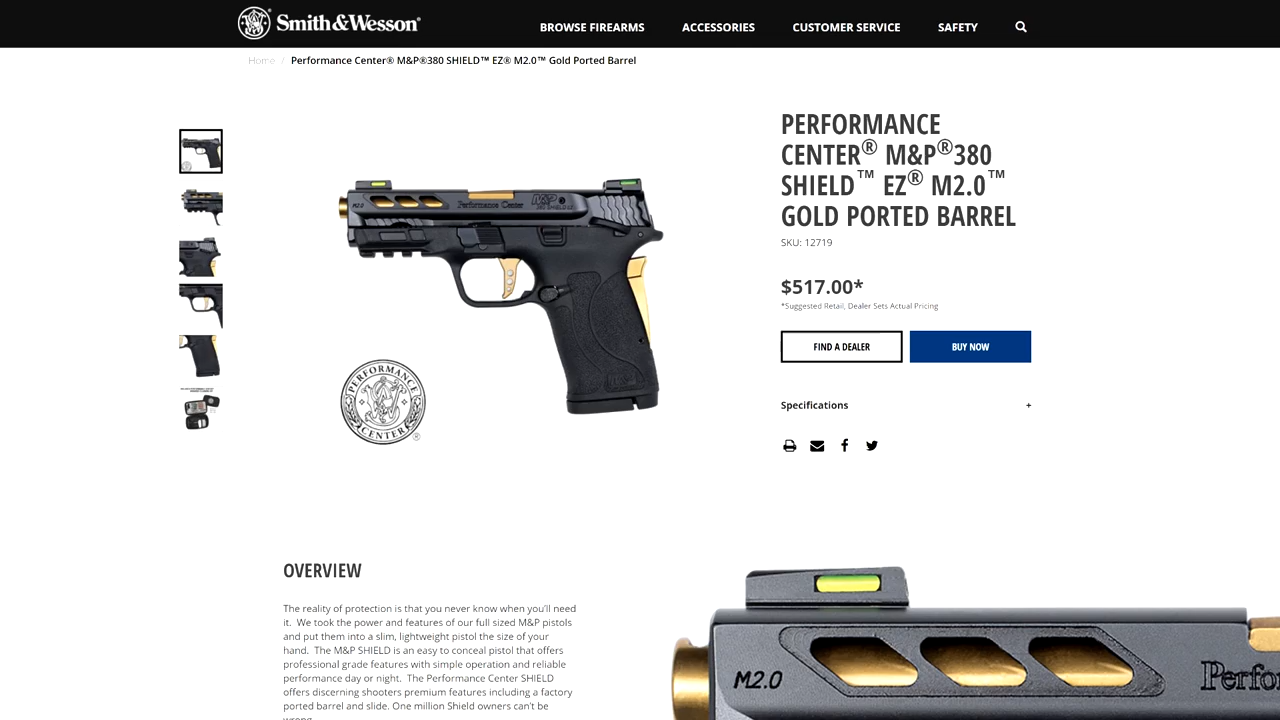 Smith&Wesson®
BROWSE FIREARMS
ACCESSORIES
CUSTOMER SERVICE
SAFETY
Home / Performance Center® M&P®380 SHIELD™ EZ® M2.0™ Gold Ported Barrel
PERFORMANCE
CENTER® M&P®380
SHIELD™ EZ® M2.0™
GOLD PORTED BARREL
SKU: 12719
$517.00*
*Suggested Retail, Dealer Sets Actual Pricing
FIND A DEALER
BUY NOW
Specifications +
M2.0 Performance Center M&P
PERFORMANCE
CENTER ®
OVERVIEW
The reality of protection is that you never know when you'll need
it. We took the power and features of our full sized M&P pistols
and put them into a slim, lightweight pistol the size of your
hand. The M&P SHIELD is an easy to conceal pistol that offers
professional grade features with simple operation and reliable
performance day or night. The Performance Center SHIELD
offers discerning shooters premium features including a factory
ported barrel and slide. One million Shield owners can't be
wrong.
M2.0
Perfor